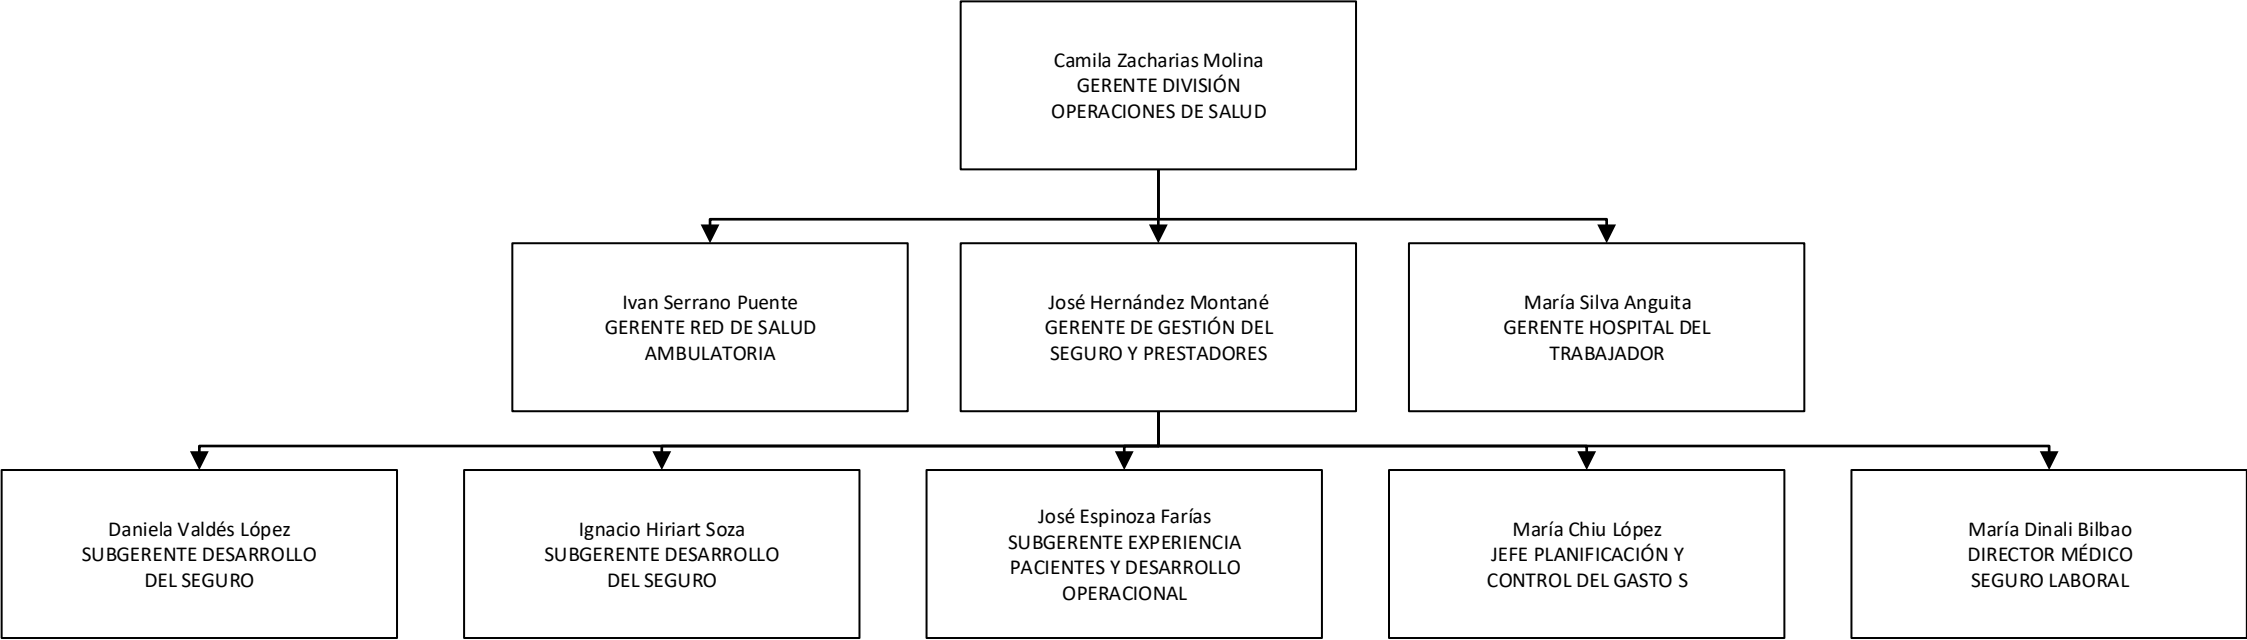 Camila Zacharias Molina
GERENTE DIVISIÓN
OPERACIONES DE SALUD
Ivan Serrano Puente
GERENTE RED DE SALUD
AMBULATORIA
José Hernández Montané
GERENTE DE GESTIÓN DEL
SEGURO Y PRESTADORES
María Silva Anguita
GERENTE HOSPITAL DEL
TRABAJADOR
Daniela Valdés López
SUBGERENTE DESARROLLO
DEL SEGURO
Ignacio Hiriart Soza
SUBGERENTE DESARROLLO
DEL SEGURO
José Espinoza Farías
SUBGERENTE EXPERIENCIA
PACIENTES Y DESARROLLO
OPERACIONAL
María Chiu López
JEFE PLANIFICACIÓN Y
CONTROL DEL GASTO S
María Dinali Bilbao
DIRECTOR MÉDICO
SEGURO LABORAL